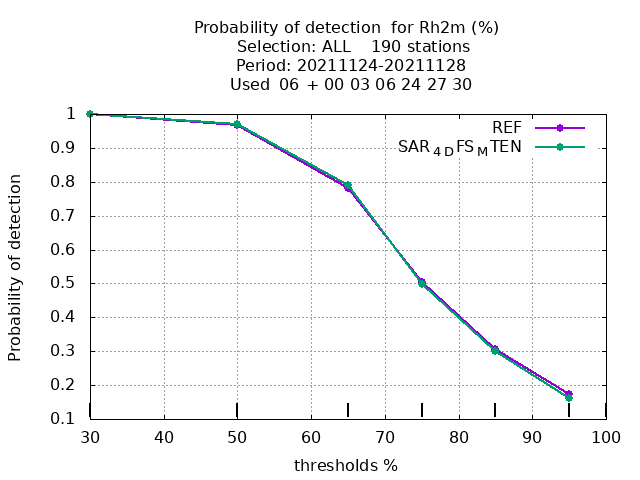 Probability of detection for Rh2m (%)
Selection: ALL 190 stations
Period: 20211124-20211128
Used 06 + 00 03 06 24 27 30
REF
SAR4DFSMTEN
Probability of detection
1
0.9
0.8
0.7
0.6
0.5
0.4
0.3
0.2
0.1
30 40 50 60 70 80 90 100
thresholds %